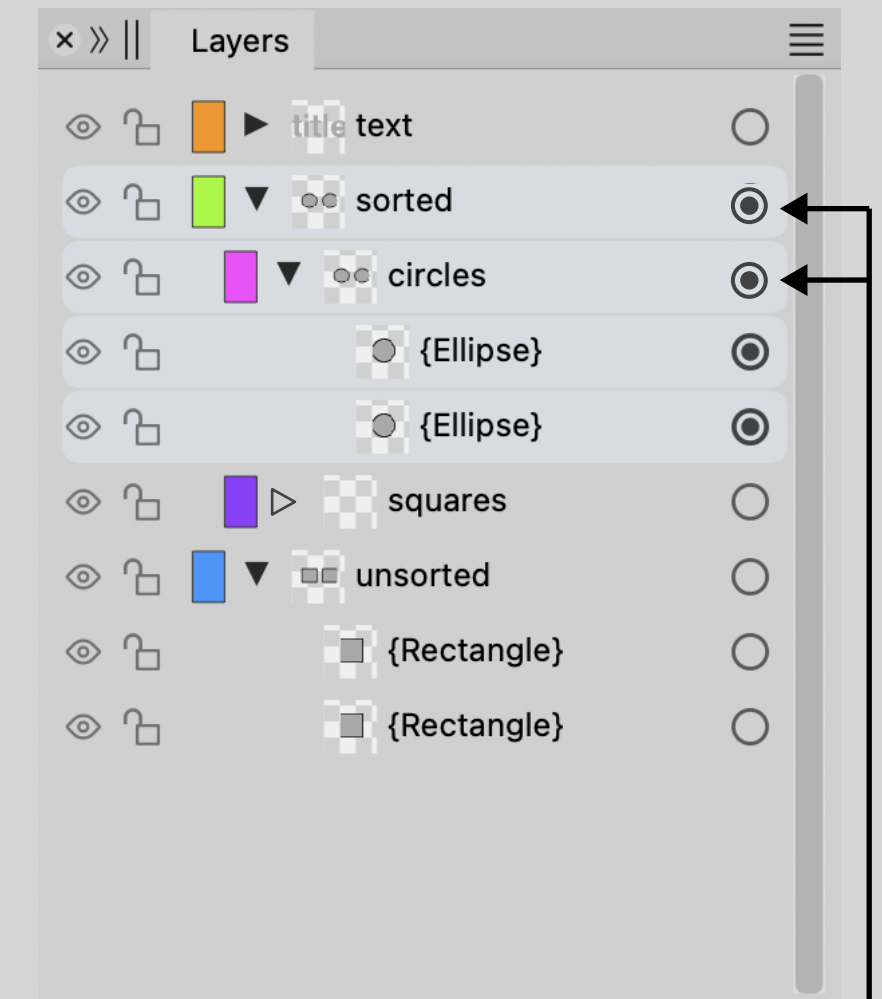 Layers
title text
sorted
circles
{Ellipse}
{Ellipse}
squares
unsorted
{Rectangle}
{Rectangle}